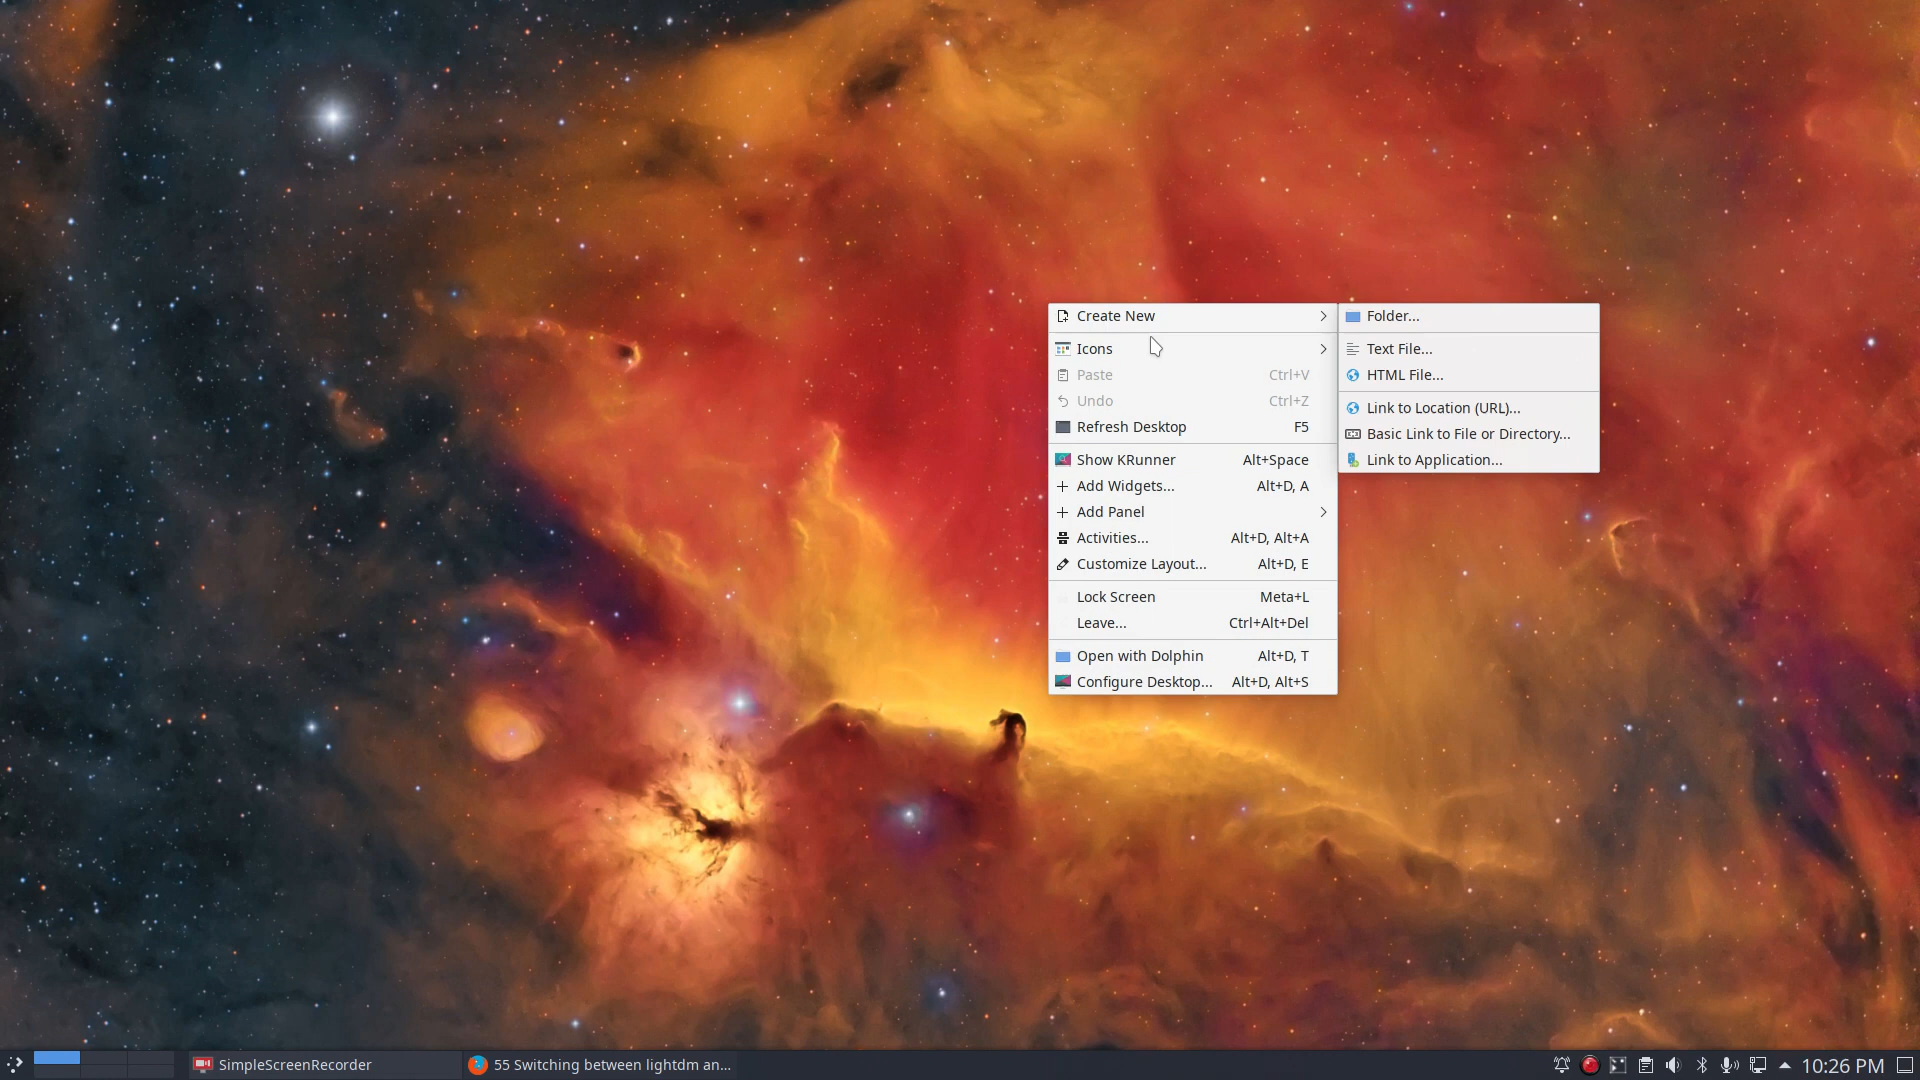 Create New
Icons
Paste Ctrl+V
Undo Ctrl+Z
Refresh Desktop F5
Show KRunner Alt+Space
Add Widgets... Alt+D, A
Add Panel
Activities... Alt+D, Alt+A
Customize Layout... Alt+D, E
Lock Screen Meta+L
Leave... Ctrl+Alt+Del
Open with Dolphin Alt+D, T
Configure Desktop... Alt+D, Alt+S
Folder...
Text File...
HTML File...
Link to Location (URL)...
Basic Link to File or Directory...
Link to Application...
SimpleScreenRecorder
55 Switching between lightdm an...
10:26 PM